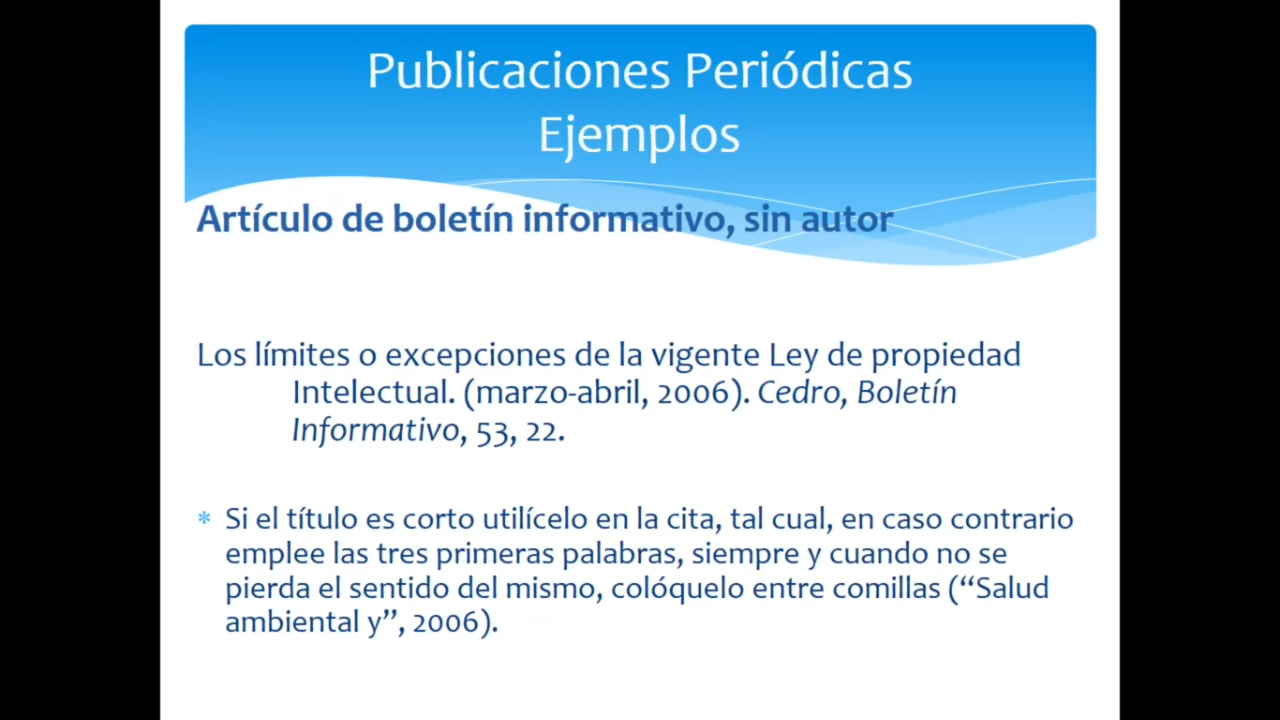 Publicaciones Periódicas
Ejemplos
Artículo de boletín informativo, sin autor
Los límites o excepciones de la vigente Ley de propiedad
Intelectual. (marzo-abril, 2006). Cedro, Boletín
Informativo, 53, 22.
* Si el título es corto utilícelo en la cita, tal cual, en caso contrario
emplee las tres primeras palabras, siempre y cuando no se
pierda el sentido del mismo, colóquelo entre comillas (“Salud
ambiental y”, 2006).